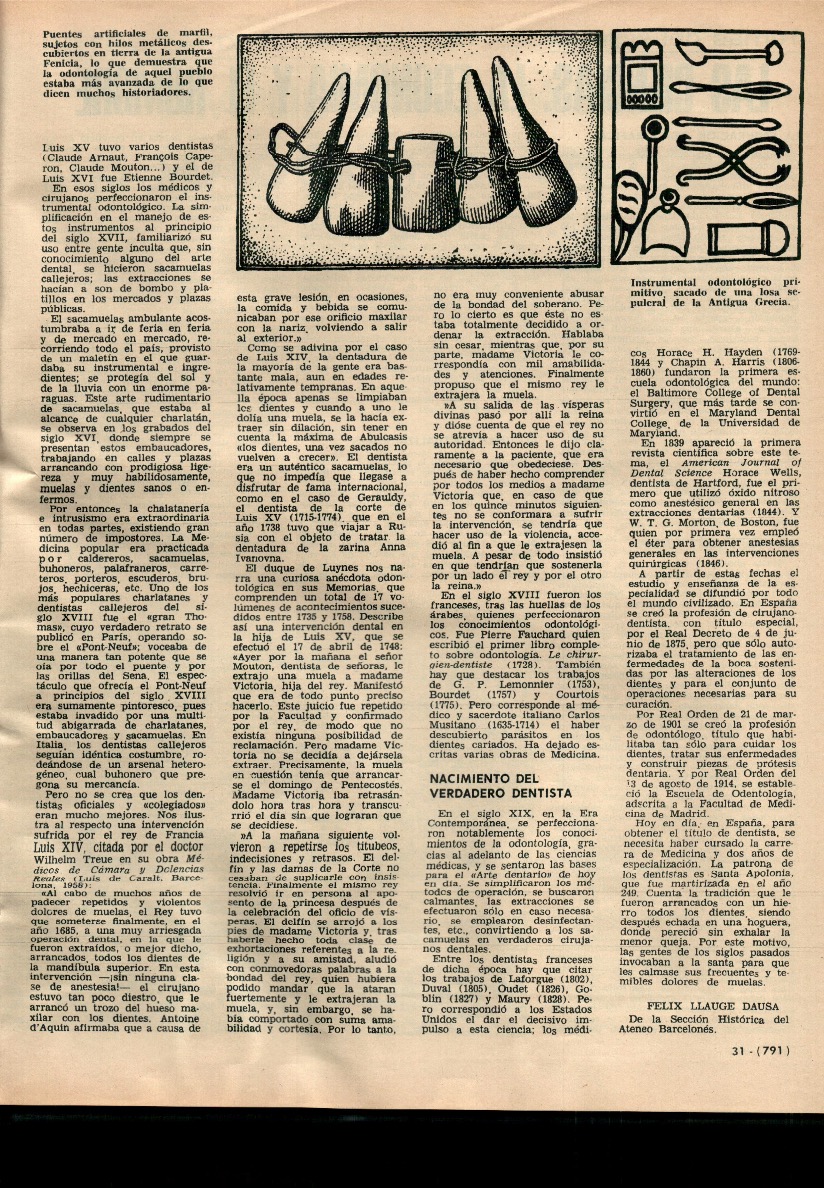 Puentes artificiales de marfil,
sujetos con hilos metálicos des-
cubiertos en tierra de la antigua
Fenicia, lo que demuestra que
la odontología de aquel pueblo
estaba más avanzada de lo que
dicen muchos historiadores.
Luis XV tuvo varios dentistas
(Claude Arnaut, François Cape-
ron, Claude Mouton...) y el de
Luis XVI fue Etienne Bourdet.
En esos siglos los médicos y
cirujanos perfeccionaron el ins-
trumental odontológico. La sim-
plificación en el manejo de es-
tos instrumentos al principio
del siglo XVII, familiarizó su
uso entre gente inculta que, sin
conocimiento alguno del arte
dental, se hicieron sacamuelas
callejeros; las extracciones se
hacían a son de bombo y pla-
tillos en los mercados y plazas
públicas.
El sacamuelas ambulante acos-
tumbraba a ir de feria en feria
y de mercado en mercado, re-
corriendo todo el país, provisto
de un maletín en el que guar-
daba su instrumental e ingre-
dientes; se protegía del sol y
de la lluvia con un enorme pa-
raguas. Este arte rudimentario
de sacamuelas, que estaba al
alcance de cualquier charlatán,
se observa en los grabados del
siglo XVI, donde siempre se
presentan estos embaucadores,
trabajando en calles y plazas
arrancando con prodigiosa lige-
reza y muy habilidosamente,
muelas y dientes sanos o en-
fermos.
Por entonces la chalatanería
e intrusismo era extraordinaria
en todas partes, existiendo gran
número de impostores. La Me-
dicina popular era practicada
por caldereros, sacamuelas,
buhoneros, palafraneros, carre-
teros, porteros, escuderos, bru-
jos, hechiceras, etc. Uno de los
más populares charlatanes y
dentistas callejeros del si-
glo XVIII fue el «gran Tho-
mas», cuyo verdadero retrato se
publicó en París, operando so-
bre el «Pont-Neuf»; voceaba de
una manera tan potente que se
oía por todo el puente y por
las orillas del Sena. El espec-
táculo que ofrecía el Pont-Neuf
a principios del siglo XVIII
era sumamente pintoresco, pues
estaba invadido por una multi-
tud abigarrada de charlatanes,
embaucadores y sacamuelas. En
Italia, los dentistas callejeros
seguían idéntica costumbre, ro-
deándose de un arsenal hetero-
géneo, cual buhonero que pre-
gona su mercancía.
Pero no se crea que los den-
tistas oficiales y «colegiados»
eran mucho mejores. Nos ilus-
tra al respecto una intervención
sufrida por el rey de Francia
Luis XIV, citada por el doctor
Wilhelm Treue en su obra Mé-
dicos de Cámara y Dolencias
Reales (Luis de Caralt. Barce-
lona, 1958):
«Al cabo de muchos años de
padecer repetidos y violentos
dolores de muelas, el Rey tuvo
que someterse finalmente, en el
año 1685, a una muy arriesgada
operación dental, en la que le
fueron extraídos, o mejor dicho,
arrancados, todos los dientes de
la mandíbula superior. En esta
intervención —¡sin ninguna cla-
se de anestesia!— el cirujano
estuvo tan poco diestro, que le
arrancó un trozo del hueso ma-
xilar con los dientes. Antoine
d'Aquin afirmaba que a causa de
esta grave lesión, en ocasiones,
la comida y bebida se comu-
nicaban por ese orificio maxilar
con la nariz, volviendo a salir
al exterior.»
Como se adivina por el caso
de Luis XIV, la dentadura de
la mayoría de la gente era bas-
tante mala, aun en edades re-
lativamente tempranas. En aque-
lla época apenas se limpiaban
los dientes y cuando a uno le
dolía una muela, se la hacía ex-
traer sin dilación, sin tener en
cuenta la máxima de Abulcasis
«los dientes, una vez sacados no
vuelven a crecer». El dentista
era un auténtico sacamuelas, lo
que no impedía que llegase a
disfrutar de fama internacional,
como en el caso de Gerauldy,
el dentista de la corte de
Luis XV (1715-1774), que en el
año 1738 tuvo que viajar a Ru-
sia con el objeto de tratar la
dentadura de la zarina Anna
Ivanovna.
El duque de Luynes nos na-
rra una curiosa anécdota odon-
tológica en sus Memorias, que
comprenden un total de 17 vo-
lúmenes de acontecimientos suce-
didos entre 1735 y 1758. Describe
así una intervención dental en
la hija de Luis XV, que se
efectuó el 17 de abril de 1748:
«Ayer por la mañana el señor
Mouton, dentista de señoras, le
extrajo una muela a madame
Victoria, hija del rey. Manifestó
que era de todo punto preciso
hacerlo. Este juicio fue repetido
por la Facultad y confirmado
por el rey, de modo que no
existía ninguna posibilidad de
reclamación. Pero madame Vic-
toria no se decidía a dejársela
extraer. Precisamente, la muela
en cuestión tenía que arrancar-
se el domingo de Pentecostés.
Madame Victoria iba retrasán-
dolo hora tras hora y transcu-
rrió el día sin que lograran que
se decidiese.
»A la mañana siguiente vol-
vieron a repetirse los titubeos,
indecisiones y retrasos. El del-
fín y las damas de la Corte no
cesaban de suplicarle con insis-
tencia. Finalmente el mismo rey
resolvió ir en persona al apo-
sento de la princesa después de
la celebración del oficio de vís-
peras. El delfín se arrojó a los
pies de madame Victoria y, tras
haberle hecho toda clase de
exhortaciones referentes a la re-
ligión y a su amistad, aludió
con conmovedoras palabras a la
bondad del rey, quien hubiera
podido mandar que la ataran
fuertemente y le extrajeran la
muela, y, sin embargo, se ha-
bía comportado con suma ama-
bilidad y cortesía. Por lo tanto,
no era muy conveniente abusar
de la bondad del soberano. Pe-
ro lo cierto es que éste no es-
taba totalmente decidido a or-
denar la extracción. Hablaba
sin cesar, mientras que, por su
parte, madame Victoria le co-
rrespondía con mil amabilida-
des y atenciones. Finalmente
propuso que el mismo rey le
extrajera la muela.
»A su salida de las vísperas
divinas pasó por allí la reina
y dióse cuenta de que el rey no
se atrevía a hacer uso de su
autoridad. Entonces le dijo cla-
ramente a la paciente, que era
necesario que obedeciese. Des-
pués de haber hecho comprender
por todos los medios a madame
Victoria que, en caso de que
en los quince minutos siguien-
tes no se conformara a sufrir
la intervención, se tendría que
hacer uso de la violencia, acce-
dió al fin a que le extrajesen la
muela. A pesar de todo insistió
en que tendrían que sostenerla
por un lado el rey y por el otro
la reina.»
En el siglo XVIII fueron los
franceses, tras las huellas de los
árabes, quienes perfeccionaron
los conocimientos odontológi-
cos. Fue Pierre Fauchard quien
escribió el primer libro comple-
to sobre odontología. Le chirur-
gien-dentiste (1728). También
hay que destacar los trabajos
de G. P. Lemonnier (1753),
Bourdet (1757) y Courtois
(1775). Pero corresponde al mé-
dico y sacerdote italiano Carlos
Musitano (1635-1714) el haber
descubierto parásitos en los
dientes cariados. Ha dejado es-
critas varias obras de Medicina.
NACIMIENTO DEL
VERDADERO DENTISTA
En el siglo XIX, en la Era
Contemporánea, se perfecciona-
ron notablemente los conoci-
mientos de la odontología, gra-
cias al adelanto de las ciencias
médicas, y se sentaron las bases
para el «Arte dentario» de hoy
en día. Se simplificaron los mé-
todos de operación, se buscaron
calmantes, las extracciones se
efectuaron sólo en caso necesa-
rio, se emplearon desinfectan-
tes, etc., convirtiendo a los sa-
camuelas en verdaderos ciruja-
nos dentales.
Entre los dentistas franceses
de dicha época hay que citar
los trabajos de Laforgue (1802),
Duval (1805), Oudet (1826), Go-
blin (1827) y Maury (1828). Pe-
ro correspondió a los Estados
Unidos el dar el decisivo im-
pulso a esta ciencia; los médi-
Instrumental odontológico pri-
mitivo, sacado de una losa se-
pulcral de la Antigua Grecia.
cos Horace H. Hayden (1769-
1844 y Chapin A. Harris (1806-
1860) fundaron la primera es-
cuela odontológica del mundo:
el Baltimore College of Dental
Surgery, que más tarde se con-
virtió en el Maryland Dental
College, de la Universidad de
Maryland.
En 1839 apareció la primera
revista científica sobre este te-
ma, el American Journal of
Dental Science Horace Wells,
dentista de Hartford, fue el pri-
mero que utilizó óxido nitroso
como anestésico general en las
extracciones dentarias (1844). Y
W. T. G. Morton, de Boston, fue
quien por primera vez empleó
el éter para obtener anestesias
generales en las intervenciones
quirúrgicas (1846).
A partir de estas fechas el
estudio y enseñanza de la es-
pecialidad se difundió por todo
el mundo civilizado. En España
se creó la profesión de cirujano-
dentista, con título especial,
por el Real Decreto de 4 de ju-
nio de 1875, pero que sólo auto-
rizaba el tratamiento de las en-
fermedades de la boca sosteni-
das por las alteraciones de los
dientes y para el conjunto de
operaciones necesarias para su
curación.
Por Real Orden de 21 de mar-
zo de 1901 se creó la profesión
de odontólogo, título que habi-
litaba tan sólo para cuidar los
dientes, tratar sus enfermedades
y construir piezas de prótesis
dentaria. Y por Real Orden del
13 de agosto de 1914, se estable-
ció la Escuela de Odontología,
adscrita a la Facultad de Medi-
cina de Madrid.
Hoy en día, en España, para
obtener el título de dentista, se
necesita haber cursado la carre-
ra de Medicina y dos años de
especialización. La patrona de
los dentistas es Santa Apolonia,
que fue martirizada en el año
249. Cuenta la tradición que le
fueron arrancados con un hie-
rro todos los dientes siendo
después echada en una hoguera,
donde pereció sin exhalar la
menor queja. Por este motivo,
las gentes de los siglos pasados
invocaban a la santa para que
les calmase sus frecuentes y te-
mibles dolores de muelas.
FELIX LLAUGE DAUSA
De la Sección Histórica del
Ateneo Barcelonés.
31 - (791)